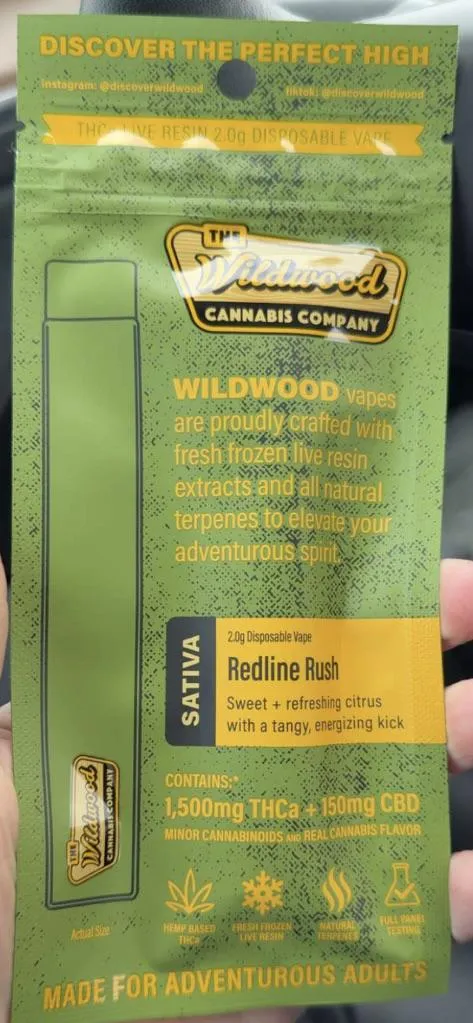 DISCOVER THE PERFECT HIGH
instagram: @discoverwildwood tiktok: @discoverwildwood
THCa LIVE RESIN 2.0g DISPOSABLE VAPE
THE
Wildwood
CANNABIS COMPANY
WILDWOOD vapes
are proudly crafted with
fresh frozen live resin
extracts and all natural
terpenes to elevate your
adventurous spirit.
SATIVA
2.0g Disposable Vape
Redline Rush
Sweet + refreshing citrus
with a tangy, energizing kick
CONTAINS:*
1,500mg THCa + 150mg CBD
MINOR CANNABINOIDS AND REAL CANNABIS FLAVOR
THE
Wildwood
CANNABIS COMPANY
Actual Size
HEMP BASED
THCa
FRESH FROZEN
LIVE RESIN
NATURAL
TERPENES
FULL PANEL
TESTING
MADE FOR ADVENTUROUS ADULTS